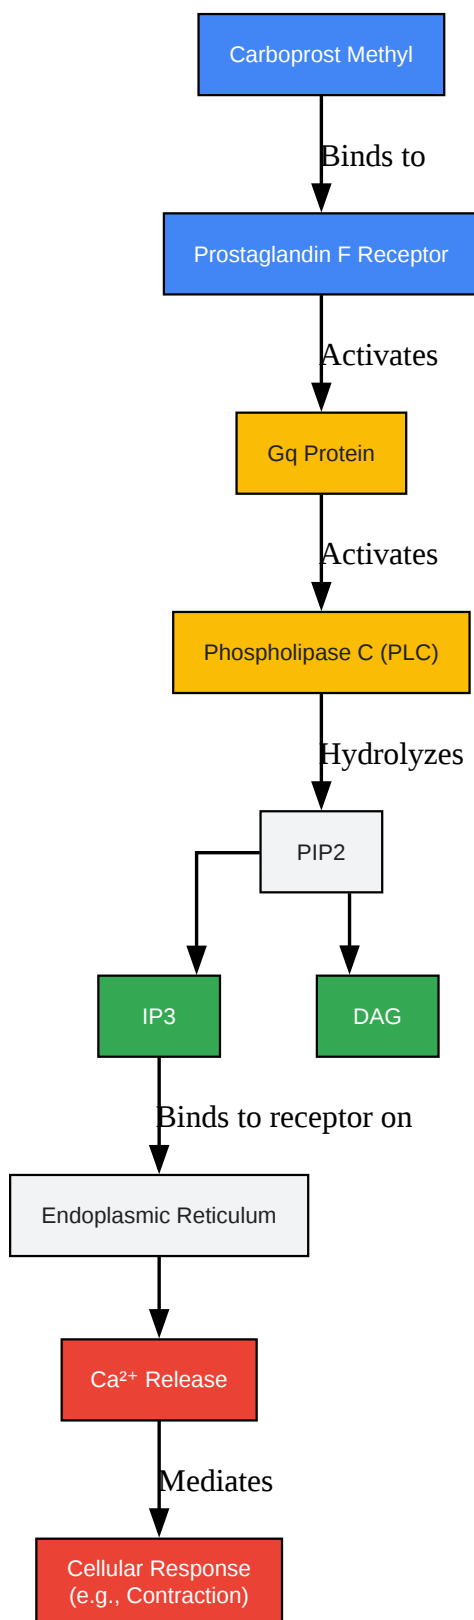 Carboprost Methyl
Binds to
Prostaglandin F Receptor
Activates
Gq Protein
Activates
Phospholipase C (PLC)
Hydrolyzes
PIP2
IP3
DAG
Binds to receptor on
Endoplasmic Reticulum
Ca²⁺ Release
Mediates
Cellular Response
(e.g., Contraction)